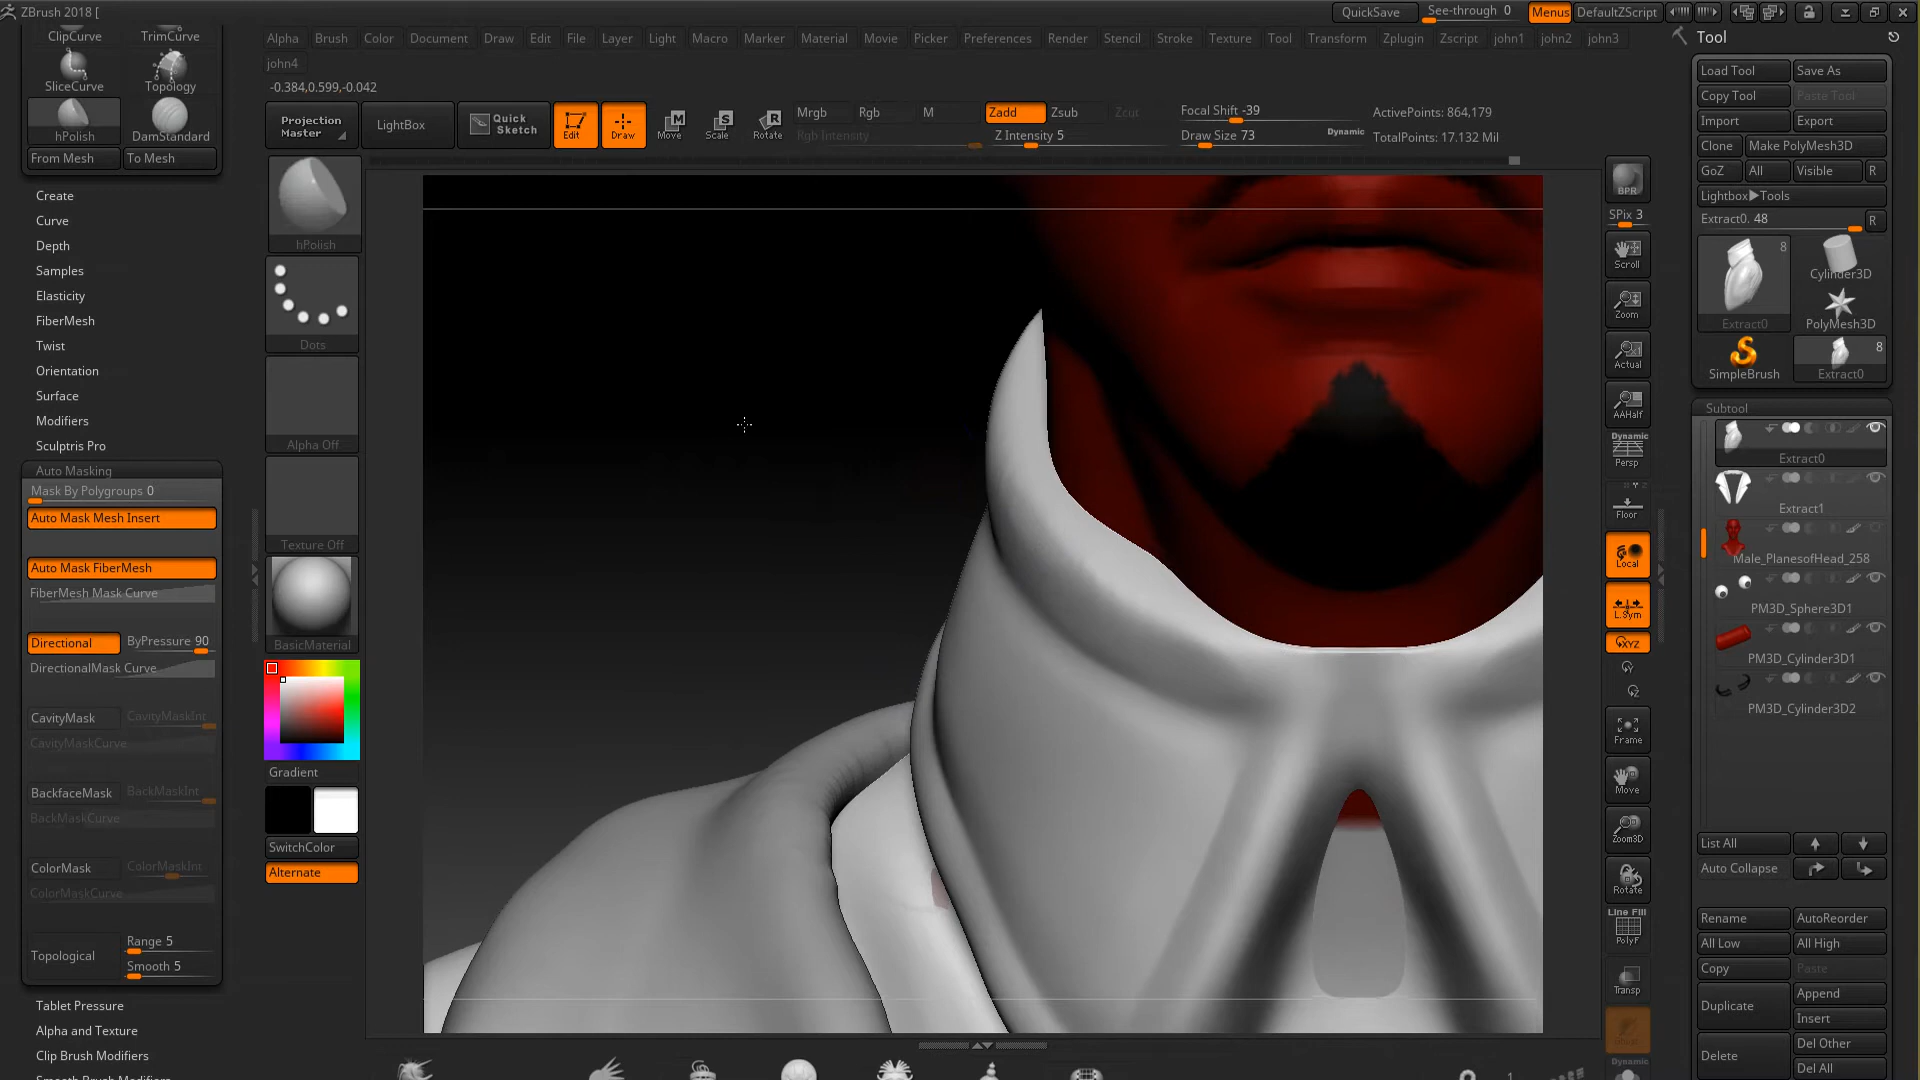 ZBrush 2018 [
QuickSave
See-through 0
Menus
DefaultZScript
Alpha Brush Color Document Draw Edit File Layer Light Macro Marker Material Movie Picker Preferences Render Stencil Stroke Texture Tool Transform Zplugin Zscript john1 john2 john3
john4
-0.384,0.599,-0.042
ClipCurve TrimCurve
SliceCurve Topology
hPolish DamStandard
From Mesh To Mesh
Create
Curve
Depth
Samples
Elasticity
FiberMesh
Twist
Orientation
Surface
Modifiers
Sculptris Pro
Auto Masking
Mask By Polygroups 0
Auto Mask Mesh Insert
Auto Mask FiberMesh
FiberMesh Mask Curve
Directional ByPressure 90
DirectionalMask Curve
CavityMask CavityMaskInt
CavityMaskCurve
BackfaceMask BackMaskInt
BackMaskCurve
ColorMask ColorMaskInt
ColorMaskCurve
Topological Range 5
Smooth 5
Tablet Pressure
Alpha and Texture
Clip Brush Modifiers
Smooth Brush Modifiers
Projection
Master
LightBox
Quick
Sketch
Edit
Draw
Move
Scale
Rotate
Mrgb Rgb M
Rgb Intensity
Zadd Zsub Zcut
Z Intensity 5
Focal Shift -39
Draw Size 73
Dynamic
ActivePoints: 864,179
TotalPoints: 17.132 Mil
hPolish
Dots
Alpha Off
Texture Off
BasicMaterial
Gradient
SwitchColor
Alternate
BPR
SPix 3
Scroll
Zoom
Actual
AAHalf
Dynamic
Persp
Floor
Local
L.Sym
XYZ
Frame
Move
Zoom3D
Rotate
Line Fill
PolyF
Transp
Dynamic
Tool
Load Tool Save As
Copy Tool Paste Tool
Import Export
Clone Make PolyMesh3D
GoZ All Visible R
Lightbox▶Tools
Extract0. 48 R
8
Cylinder3D
Extract0 PolyMesh3D
8
SimpleBrush Extract0
Subtool
Extract0
Extract1
Male_PlanesofHead_258
PM3D_Sphere3D1
PM3D_Cylinder3D1
PM3D_Cylinder3D2
List All
Auto Collapse
Rename AutoReorder
All Low All High
Copy Paste
Duplicate Append
Insert
Delete Del Other
Del All